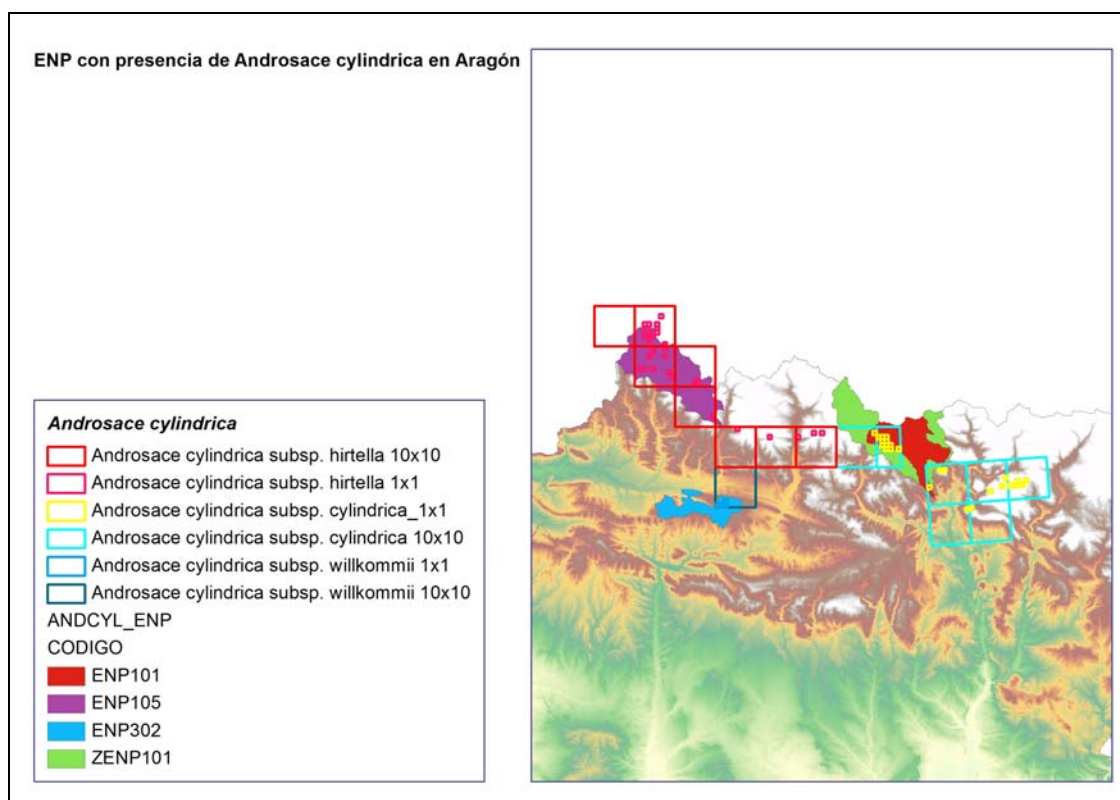 ENP con presencia de Androsace cylindrica en Aragón
Androsace cylindrica
Androsace cylindrica subsp. hirtella 10x10
Androsace cylindrica subsp. hirtella 1x1
Androsace cylindrica subsp. cylindrica_1x1
Androsace cylindrica subsp. cylindrica 10x10
Androsace cylindrica subsp. willkommii 1x1
Androsace cylindrica subsp. willkommii 10x10
ANDCYL_ENP
CODIGO
ENP101
ENP105
ENP302
ZENP101